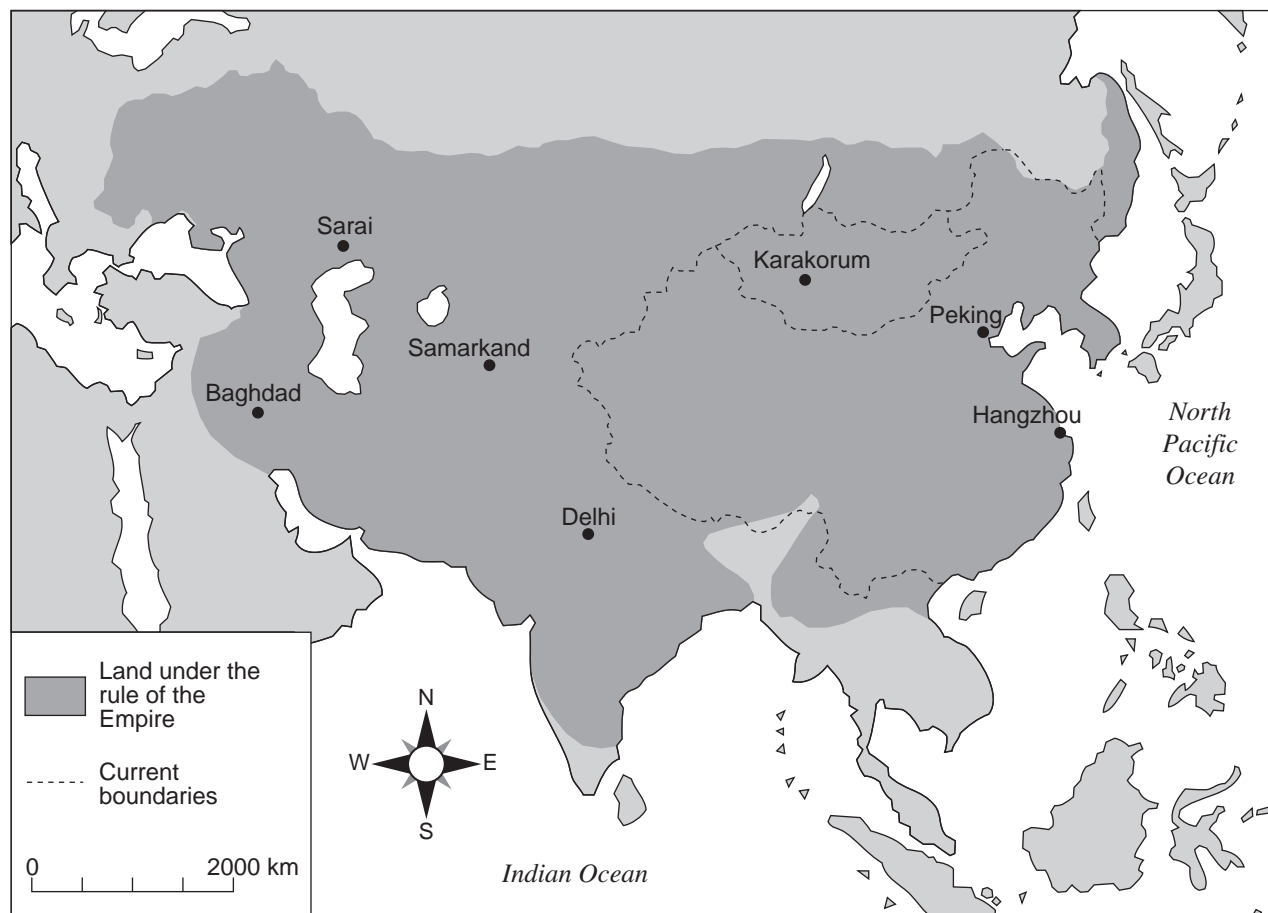 Sarai
Karakorum
Peking
Samarkand
Baghdad
Hangzhou
North
Pacific
Ocean
Delhi
Land under the
rule of the
Empire
Current
boundaries
0 2000 km
N
W E
S
Indian Ocean